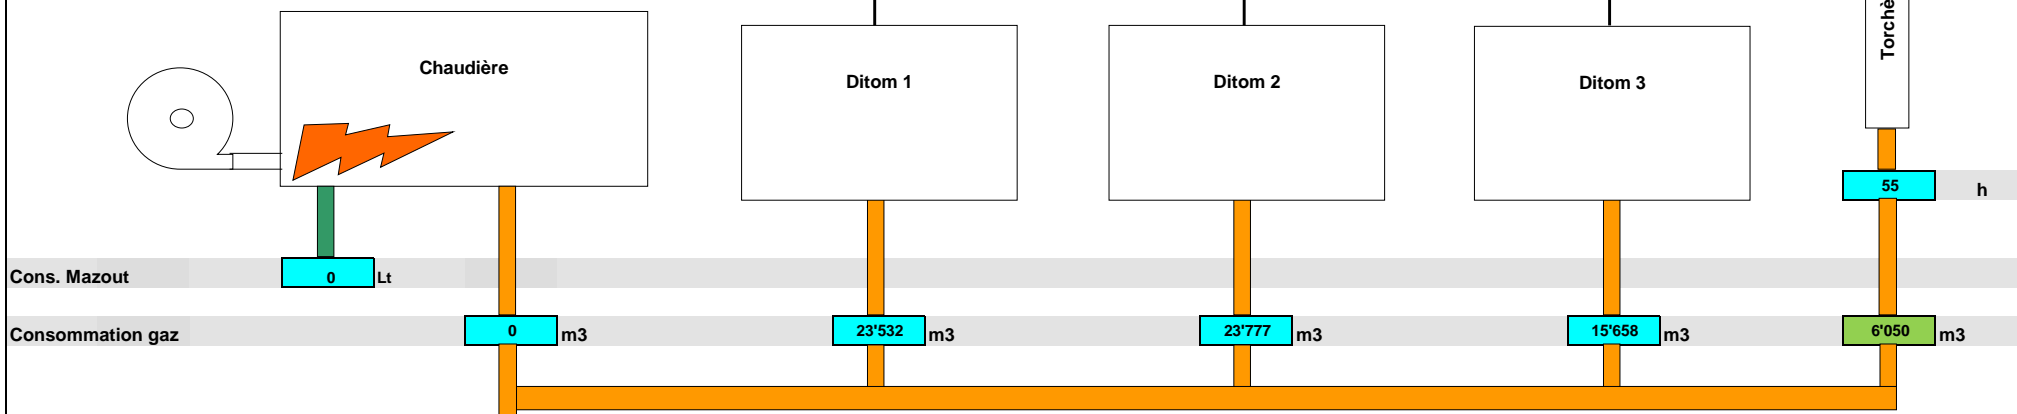 Torchè
Chaudière
Ditom 1
Ditom 2
Ditom 3
55 h
Cons. Mazout 0 Lt
Consommation gaz 0 m3 23'532 m3 23'777 m3 15'658 m3 6'050 m3